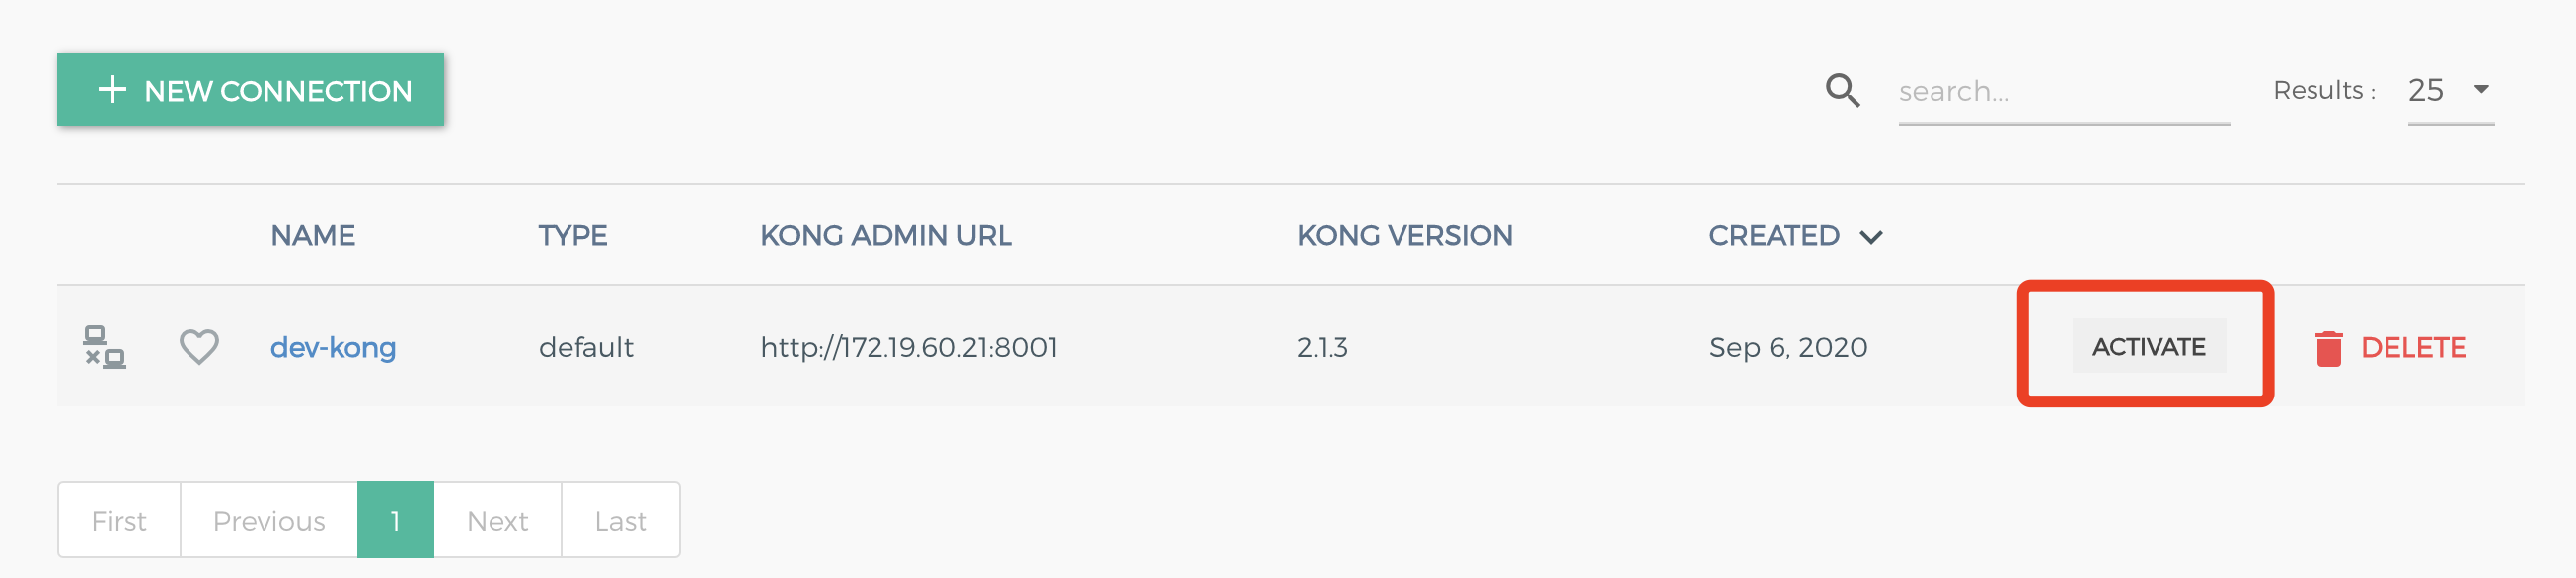 NEW CONNECTION search... Results : 25
NAME TYPE KONG ADMIN URL KONG VERSION CREATED
dev-kong default http://172.19.60.21:8001 2.1.3 Sep 6, 2020 ACTIVATE DELETE
First Previous 1 Next Last